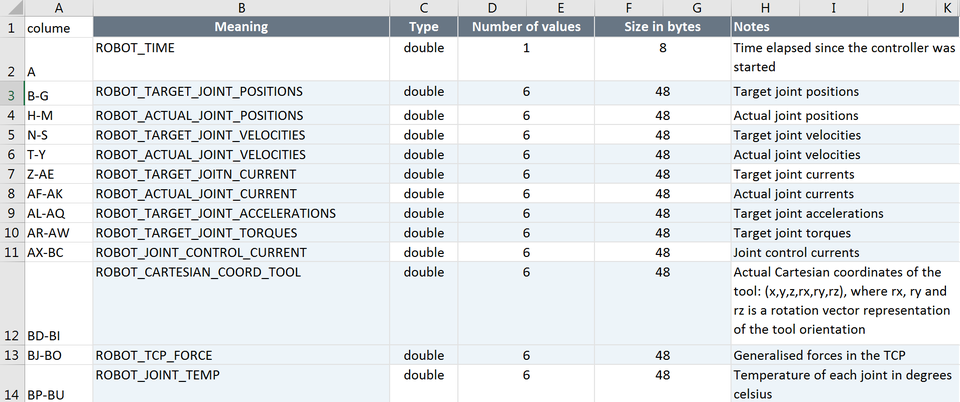 A B C D E F G H I J K
1 colume Meaning Type Number of values Size in bytes Notes
2 A ROBOT_TIME double 1 8 Time elapsed since the controller was
started
3 B-G ROBOT_TARGET_JOINT_POSITIONS double 6 48 Target joint positions
4 H-M ROBOT_ACTUAL_JOINT_POSITIONS double 6 48 Actual joint positions
5 N-S ROBOT_TARGET_JOINT_VELOCITIES double 6 48 Target joint velocities
6 T-Y ROBOT_ACTUAL_JOINT_VELOCITIES double 6 48 Actual joint velocities
7 Z-AE ROBOT_TARGET_JOITN_CURRENT double 6 48 Target joint currents
8 AF-AK ROBOT_ACTUAL_JOINT_CURRENT double 6 48 Actual joint currents
9 AL-AQ ROBOT_TARGET_JOINT_ACCELERATIONS double 6 48 Target joint accelerations
10 AR-AW ROBOT_TARGET_JOINT_TORQUES double 6 48 Target joint torques
11 AX-BC ROBOT_JOINT_CONTROL_CURRENT double 6 48 Joint control currents
12 BD-BI ROBOT_CARTESIAN_COORD_TOOL double 6 48 Actual Cartesian coordinates of the
tool: (x,y,z,rx,ry,rz), where rx, ry and
rz is a rotation vector representation
of the tool orientation
13 BJ-BO ROBOT_TCP_FORCE double 6 48 Generalised forces in the TCP
14 BP-BU ROBOT_JOINT_TEMP double 6 48 Temperature of each joint in degrees
celsius